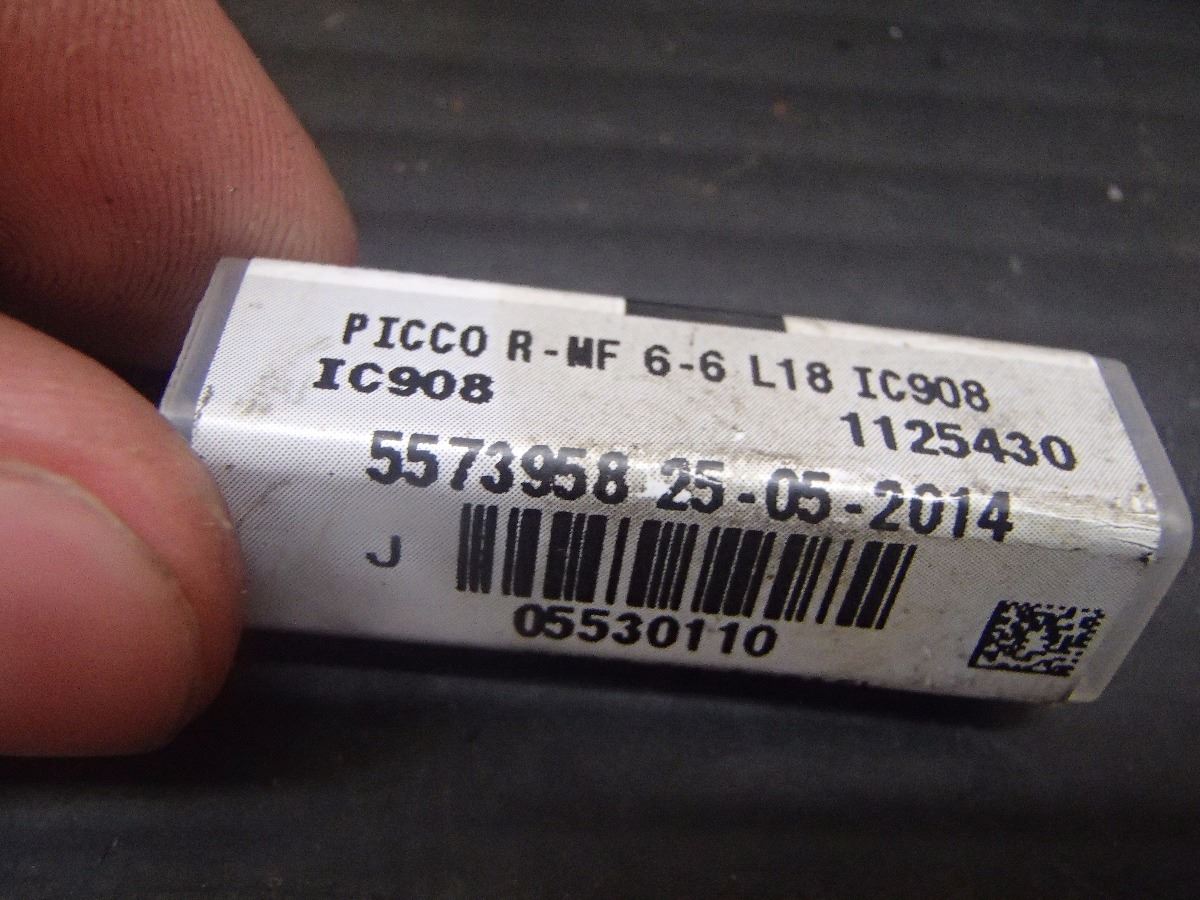 PICCO R-MF 6-6 L18 IC908
IC908
1125430
5573958 25-05-2014
J
05530110